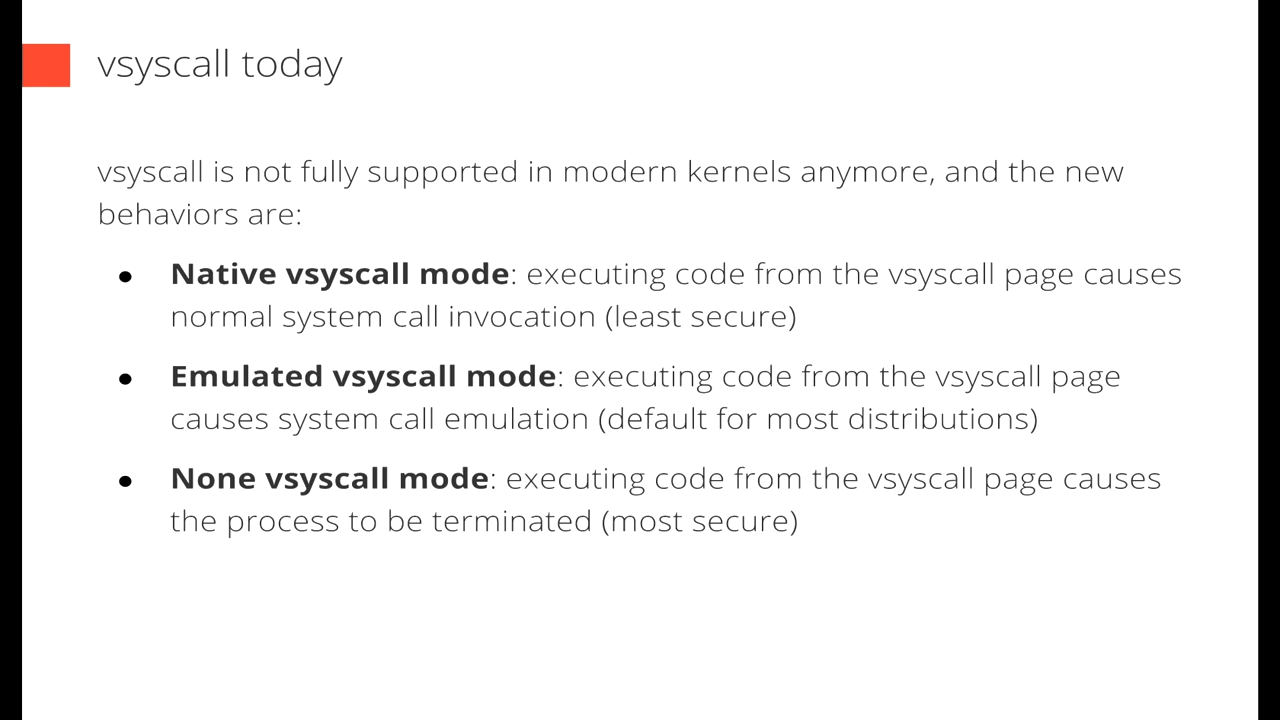 vsyscall today
vsyscall is not fully supported in modern kernels anymore, and the new
behaviors are:
● Native vsyscall mode: executing code from the vsyscall page causes
normal system call invocation (least secure)
● Emulated vsyscall mode: executing code from the vsyscall page
causes system call emulation (default for most distributions)
● None vsyscall mode: executing code from the vsyscall page causes
the process to be terminated (most secure)